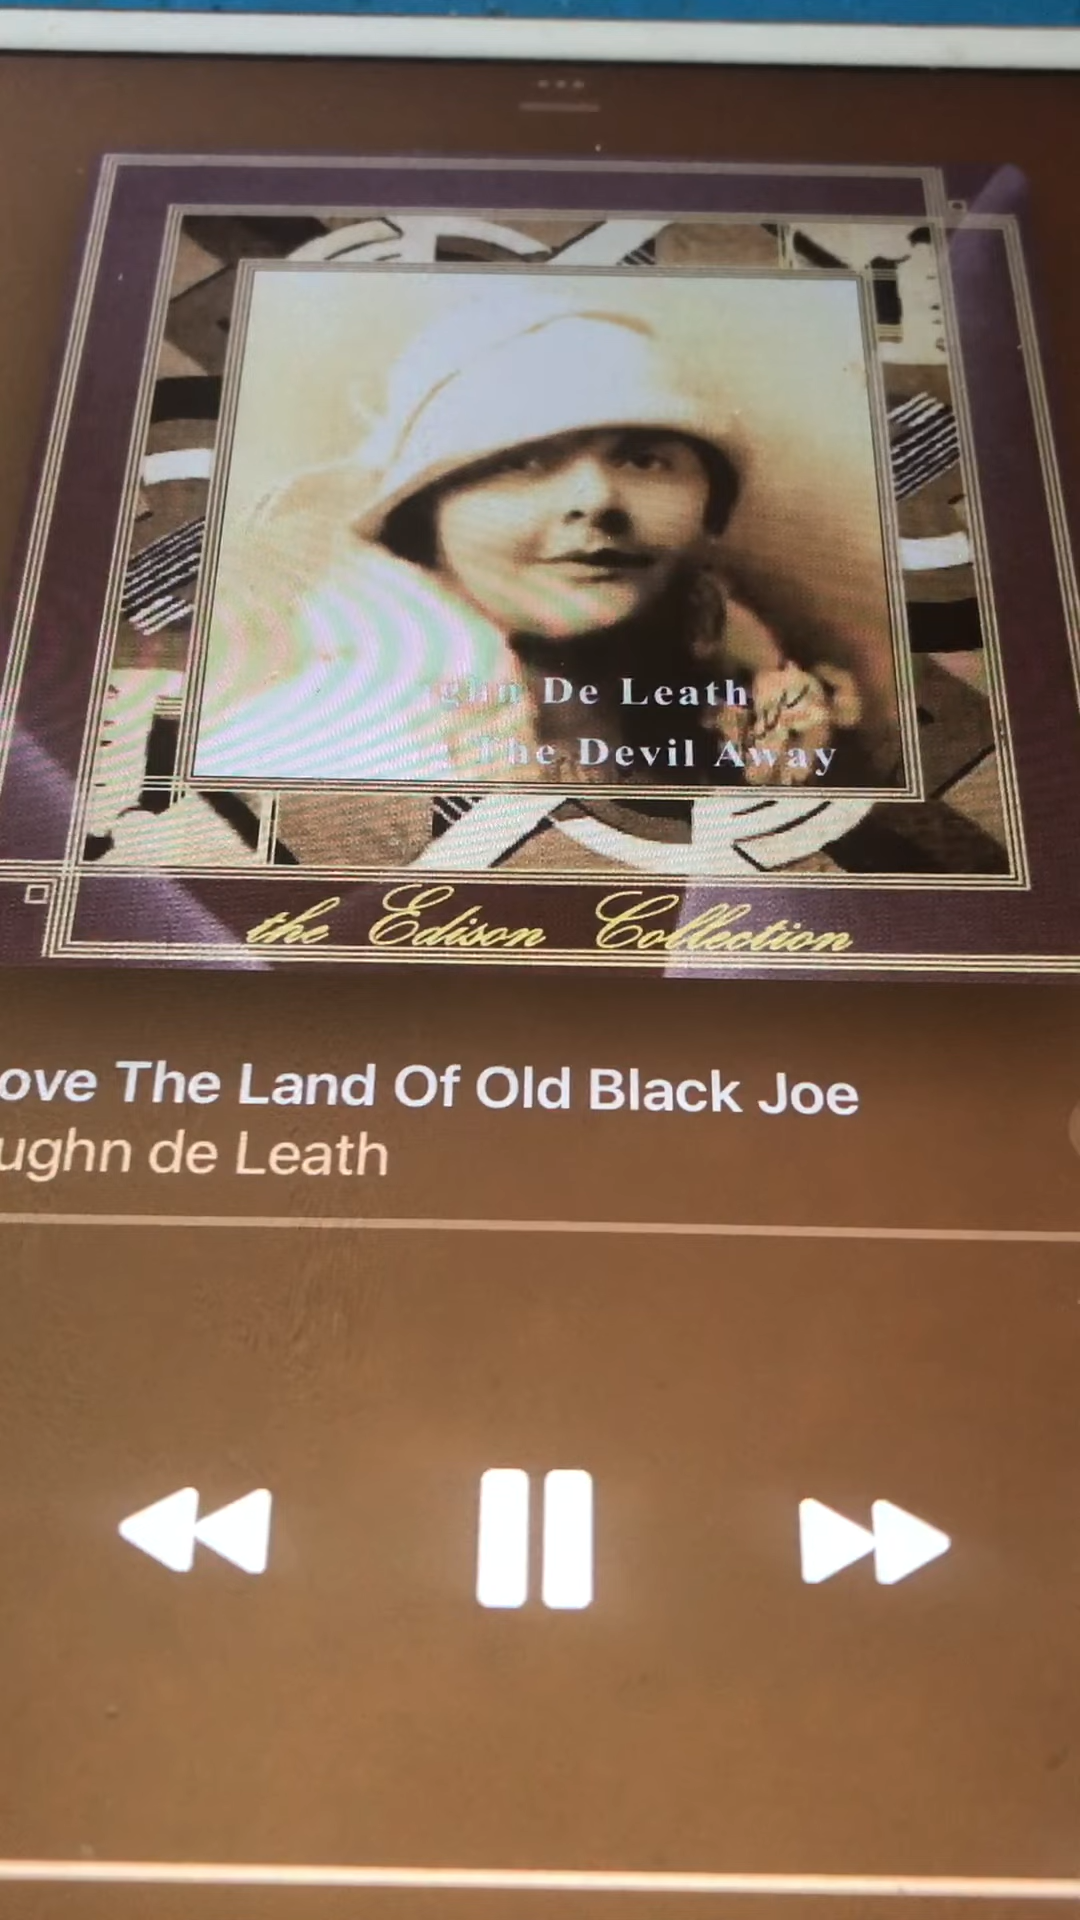 De Leath
The Devil Away
the Edison Collection
ove The Land Of Old Black Joe
ughn de Leath